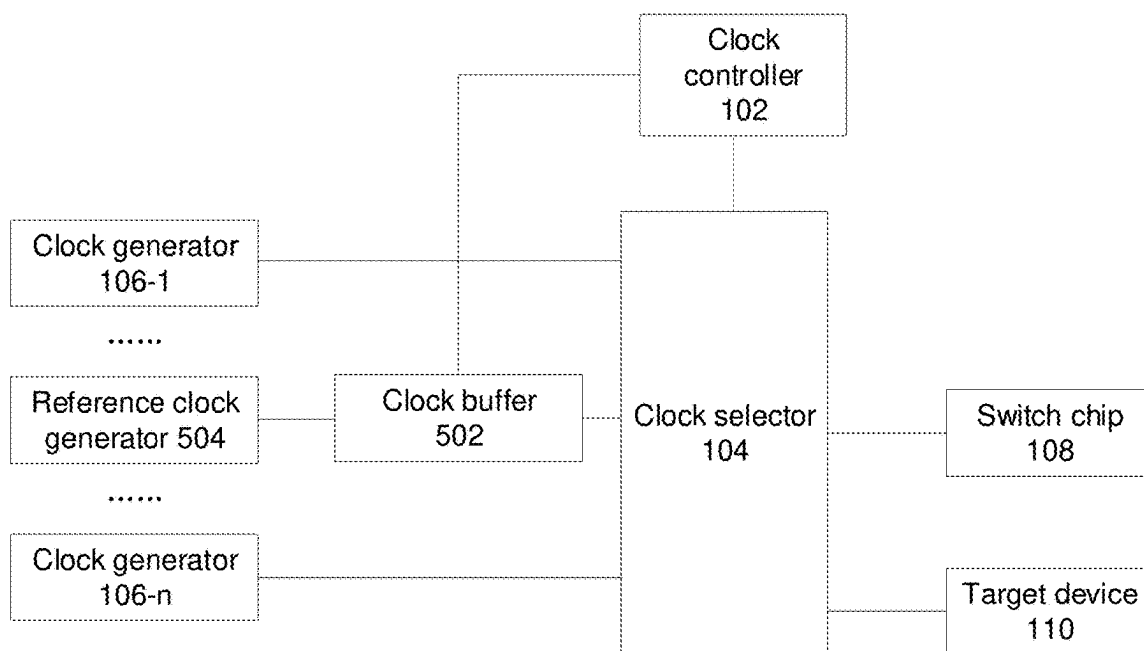 Clock
controller
102
Clock generator
106-1
......
Reference clock
generator 504
Clock buffer
502
Clock selector
104
Switch chip
108
......
Clock generator
106-n
Target device
110